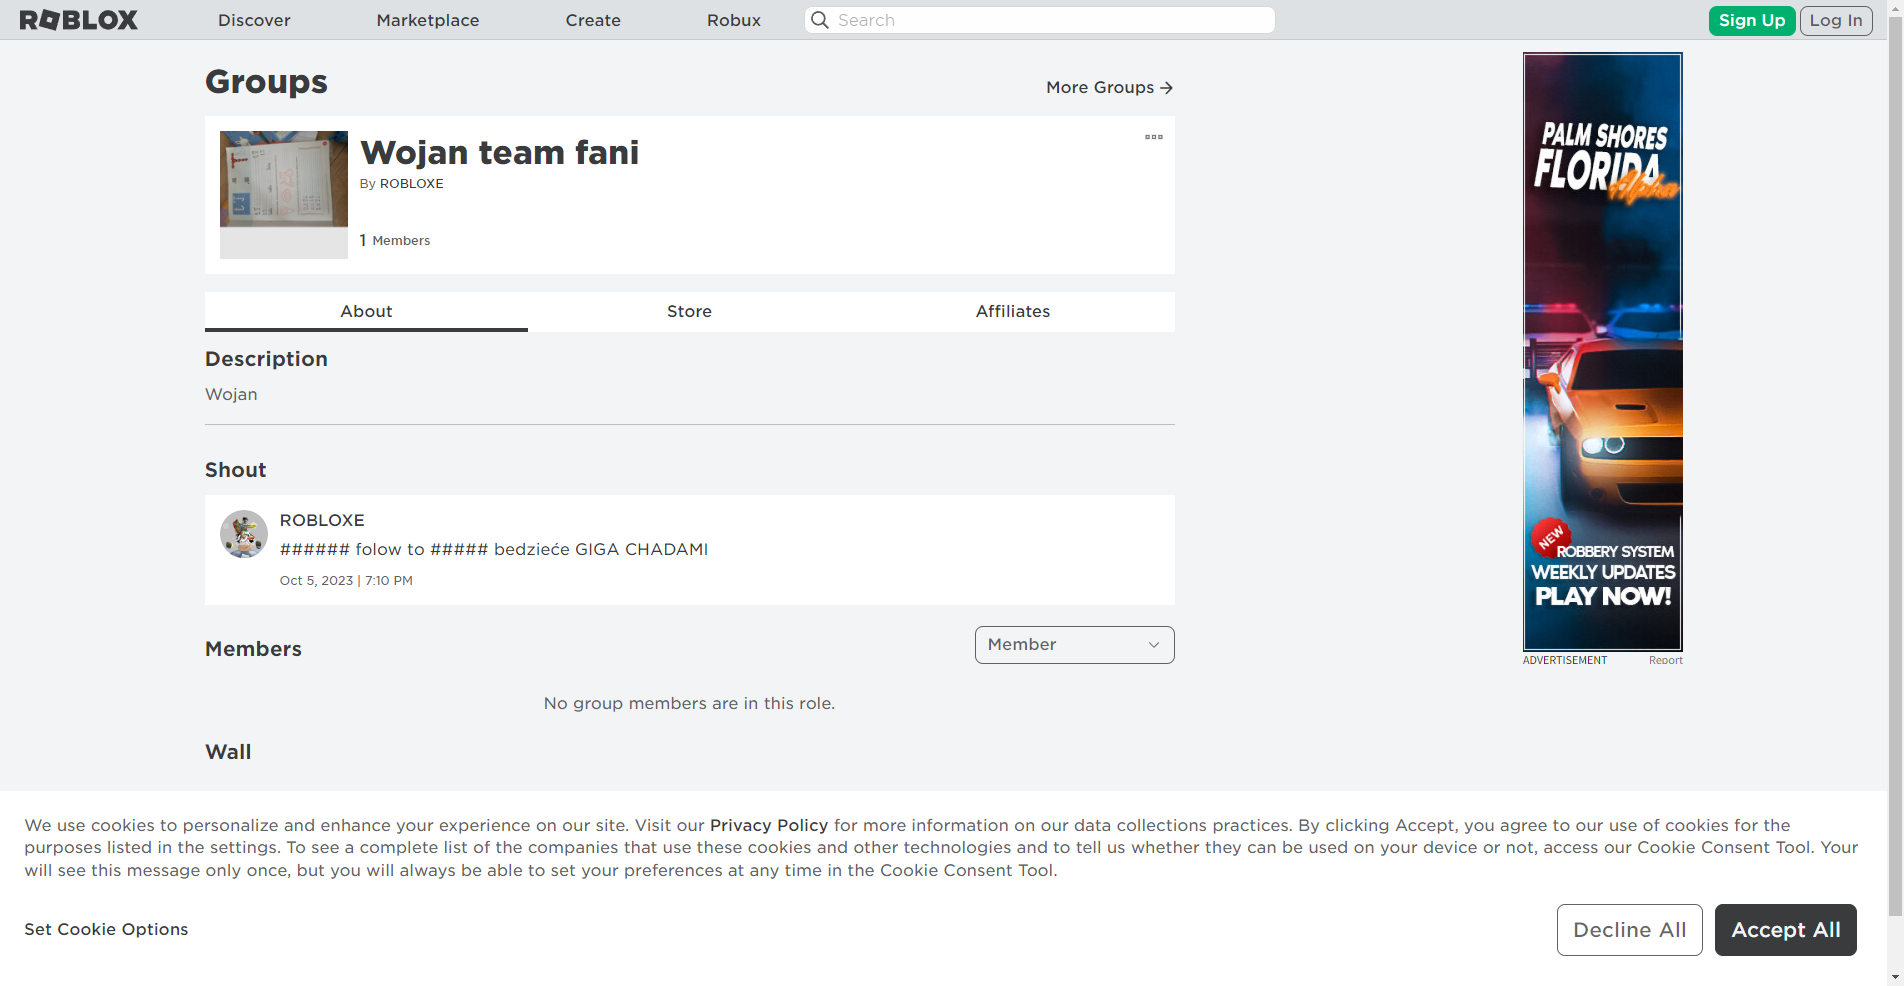 ROBLOX
Discover
Marketplace
Create
Robux
Search
Sign Up
Log In
Groups
More Groups
Wojan team fani
By ROBLOXE
1 Members
About
Store
Affiliates
Description
Wojan
Shout
ROBLOXE
###### folow to ##### bedziecé GIGA CHADAMI
Oct 5, 2023 | 7:10 PM
Members
Member
No group members are in this role.
Wall
PALM SHORES
FLORIDA
Alpha
NEW
ROBBERY SYSTEM
WEEKLY UPDATES
PLAY NOW!
ADVERTISEMENT
Report
We use cookies to personalize and enhance your experience on our site. Visit our Privacy Policy for more information on our data collections practices. By clicking Accept, you agree to our use of cookies for the
purposes listed in the settings. To see a complete list of the companies that use these cookies and other technologies and to tell us whether they can be used on your device or not, access our Cookie Consent Tool. Your
will see this message only once, but you will always be able to set your preferences at any time in the Cookie Consent Tool.
Set Cookie Options
Decline All
Accept All